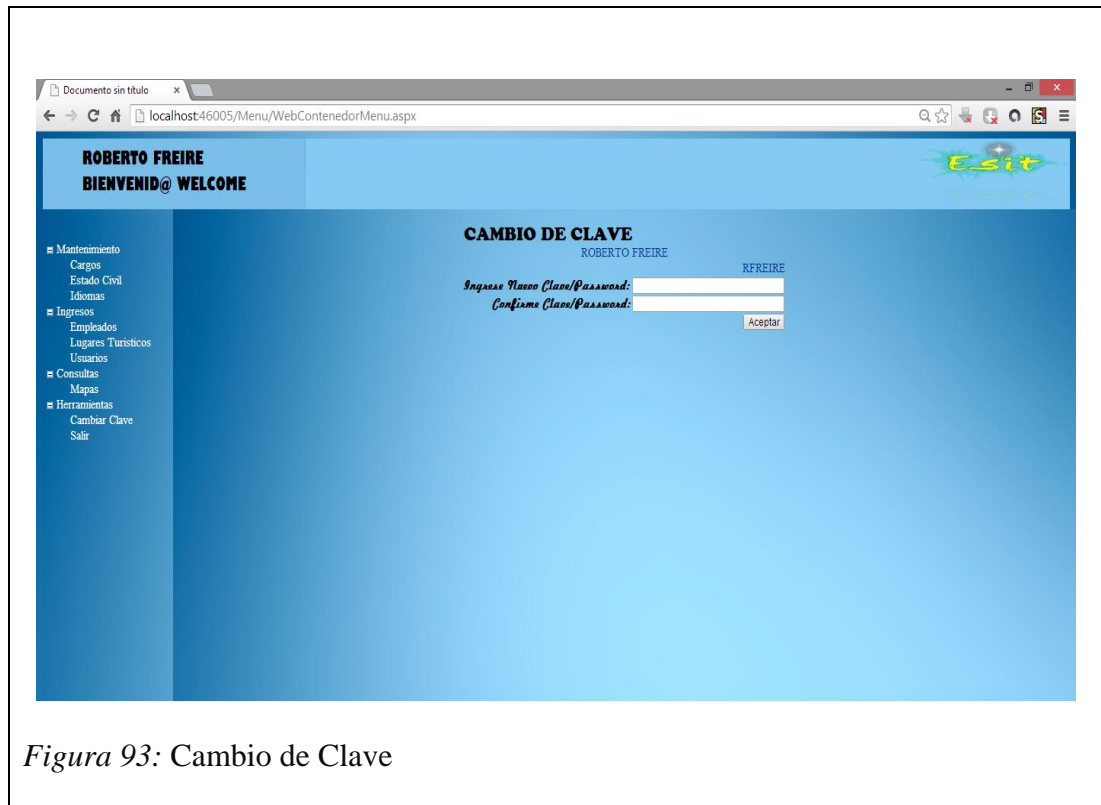 Documento sin título
localhost:46005/Menu/WebContenedorMenu.aspx
ROBERTO FREIRE
BIENVENID@ WELCOME
Esit
Mantenimiento
Cargos
Estado Civil
Idiomas
Ingresos
Empleados
Lugares Turisticos
Usuarios
Consultas
Mapas
Herramientas
Cambiar Clave
Salir
CAMBIO DE CLAVE
ROBERTO FREIRE
RFREIRE
Ingrese Nuevo Clave/Password:
Confirme Clave/Password:
Aceptar
Figura 93: Cambio de Clave